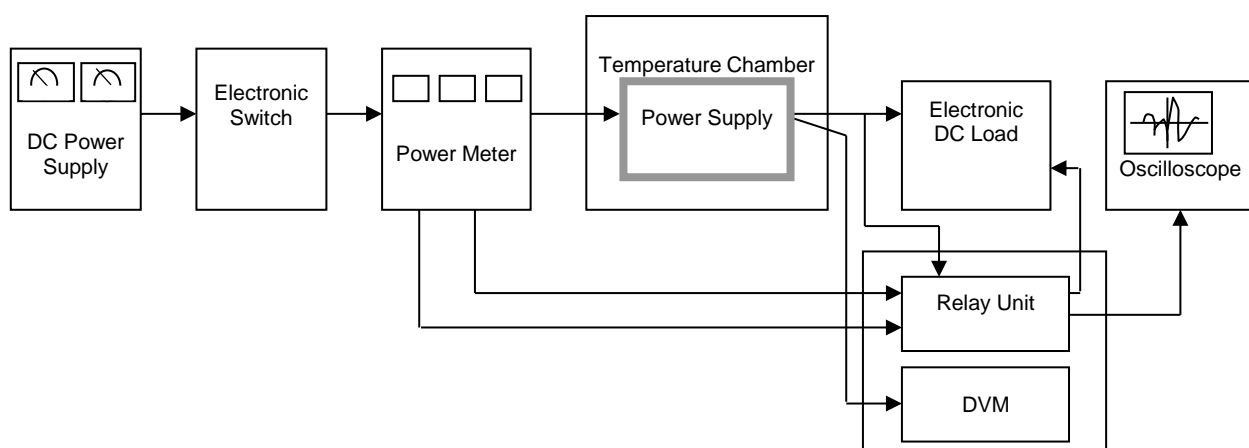 DC Power
Supply
Electronic
Switch
Power Meter
Temperature Chamber
Power Supply
Electronic
DC Load
Oscilloscope
Relay Unit
DVM